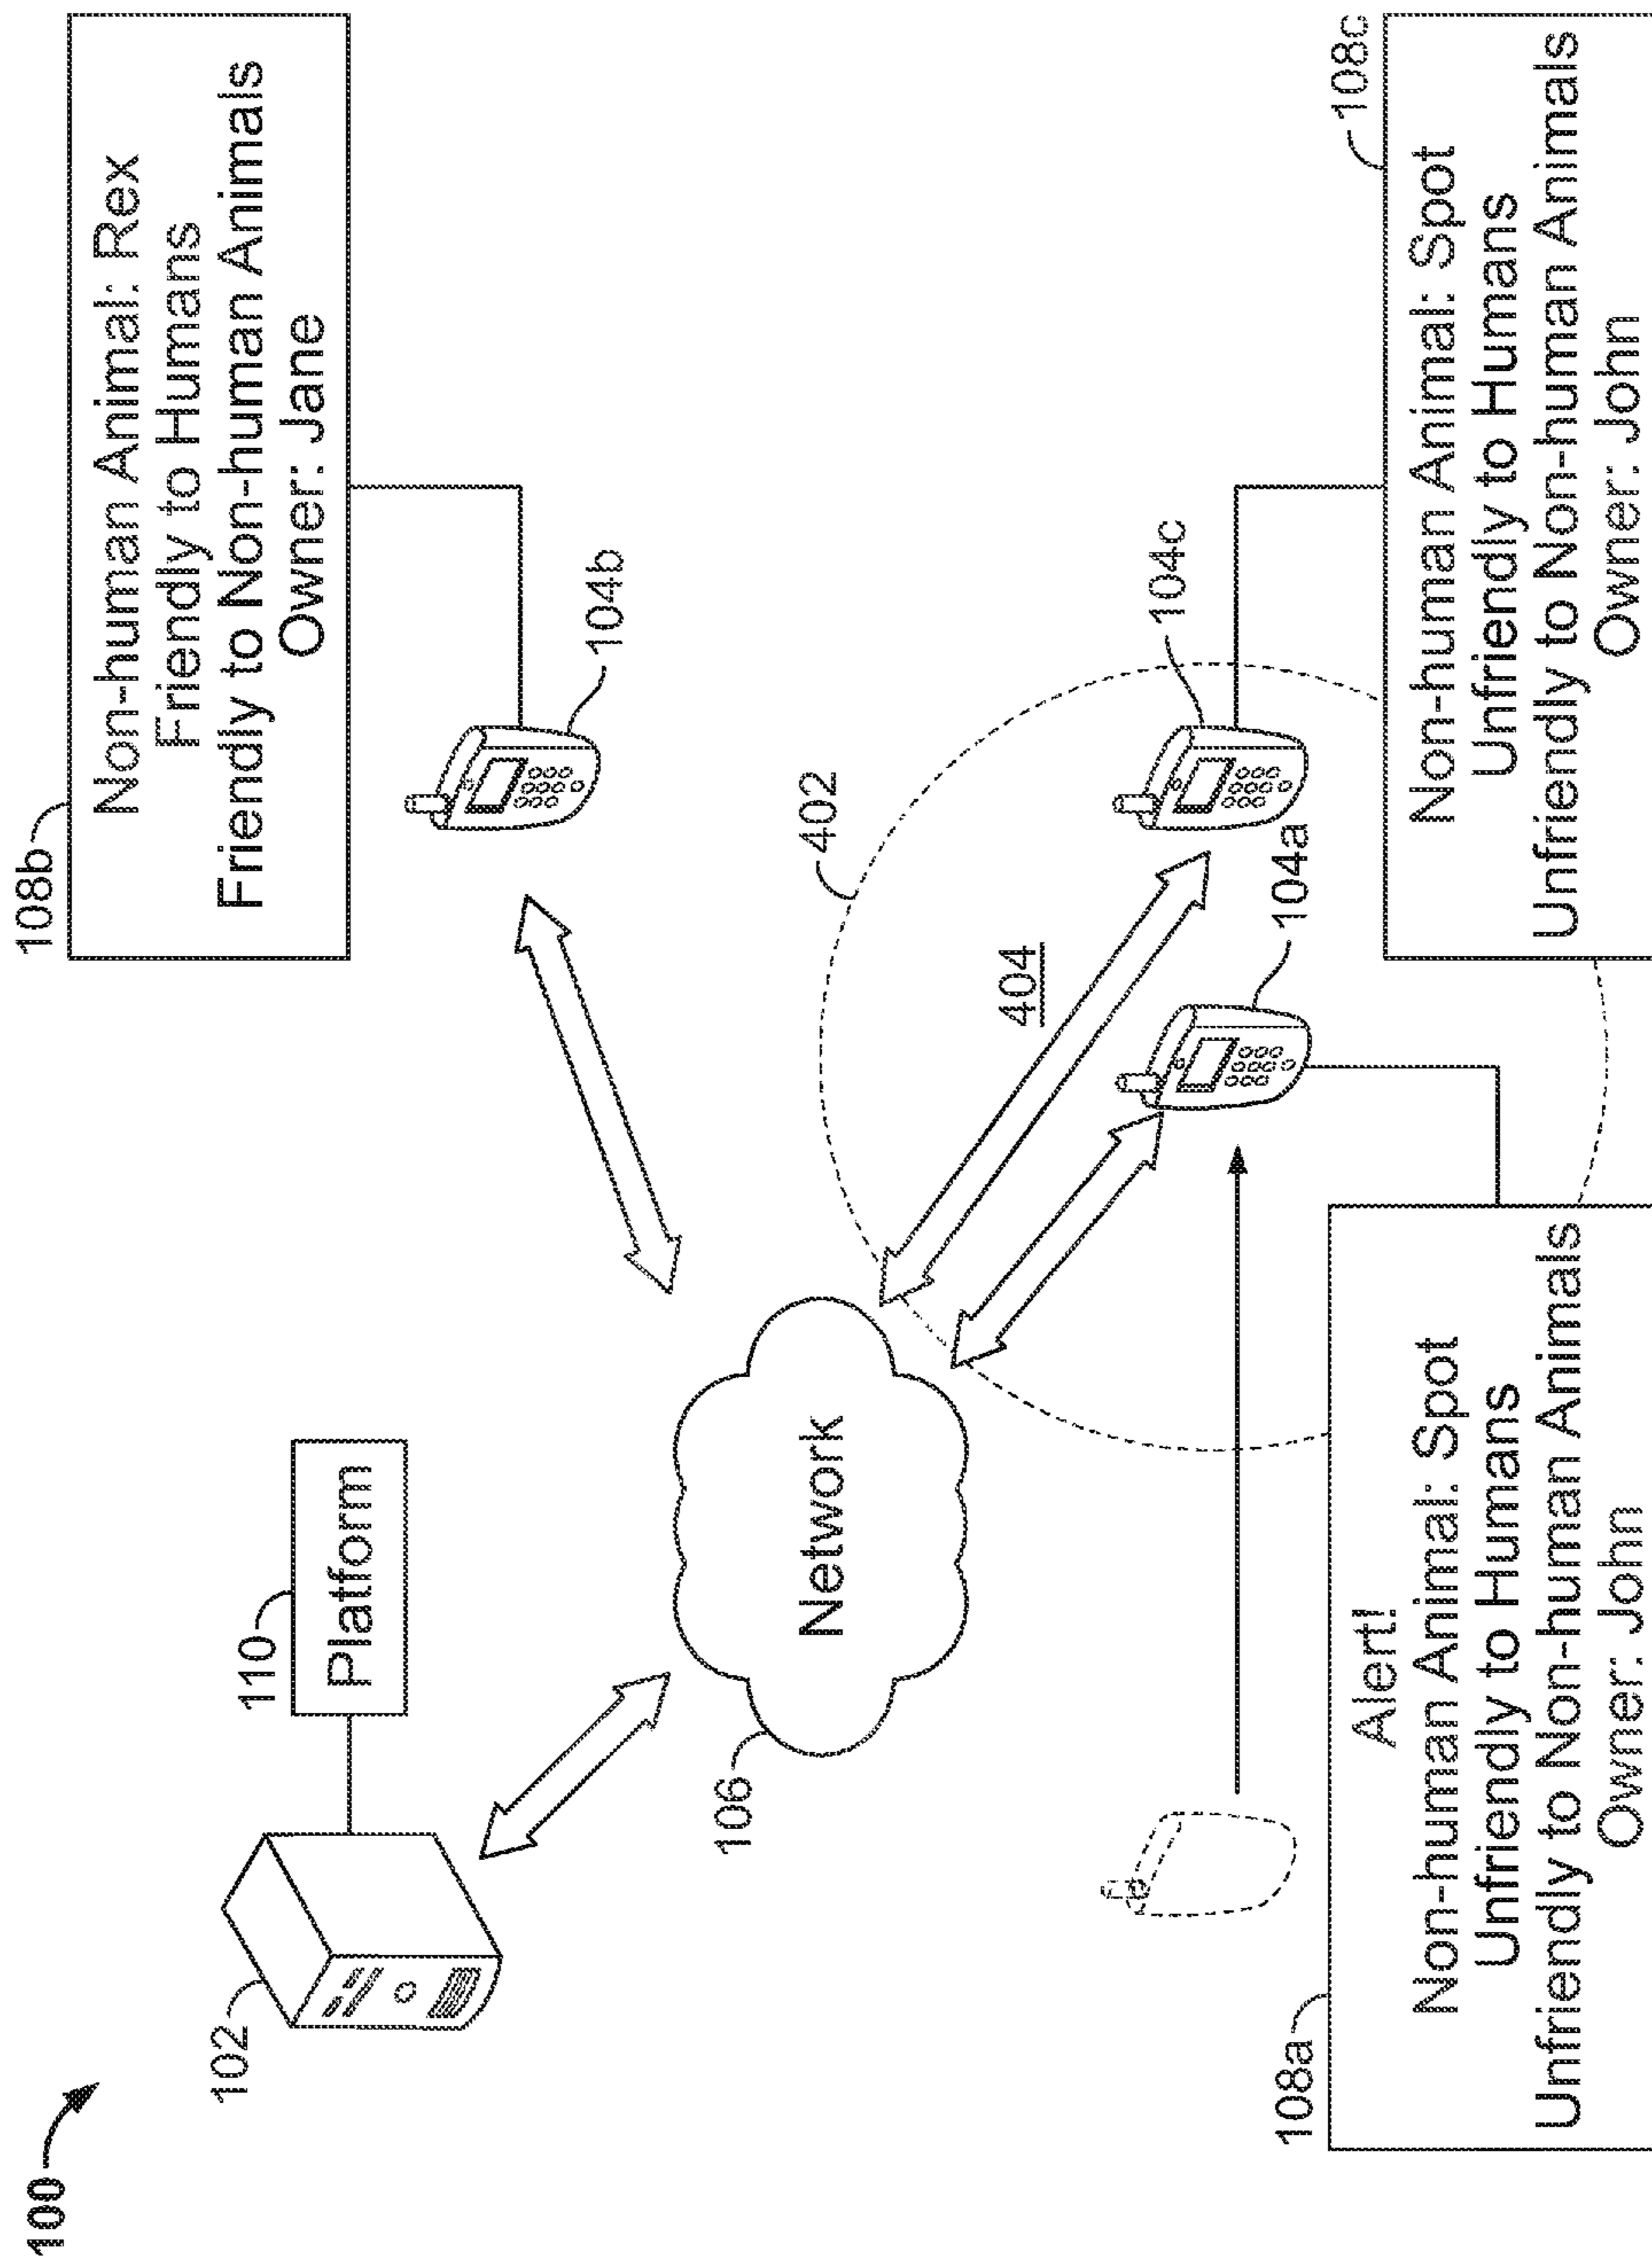 100
102
110
Platform
108b
Non-human Animal: Rex
Friendly to Humans
Friendly to Non-human Animals
Owner: Jane
104b
106
Network
402
404
104c
104a
108a
Alert!
Non-human Animal: Spot
Unfriendly to Humans
Unfriendly to Non-human Animals
Owner: John
108c
Non-human Animal: Spot
Unfriendly to Humans
Unfriendly to Non-human Animals
Owner: John